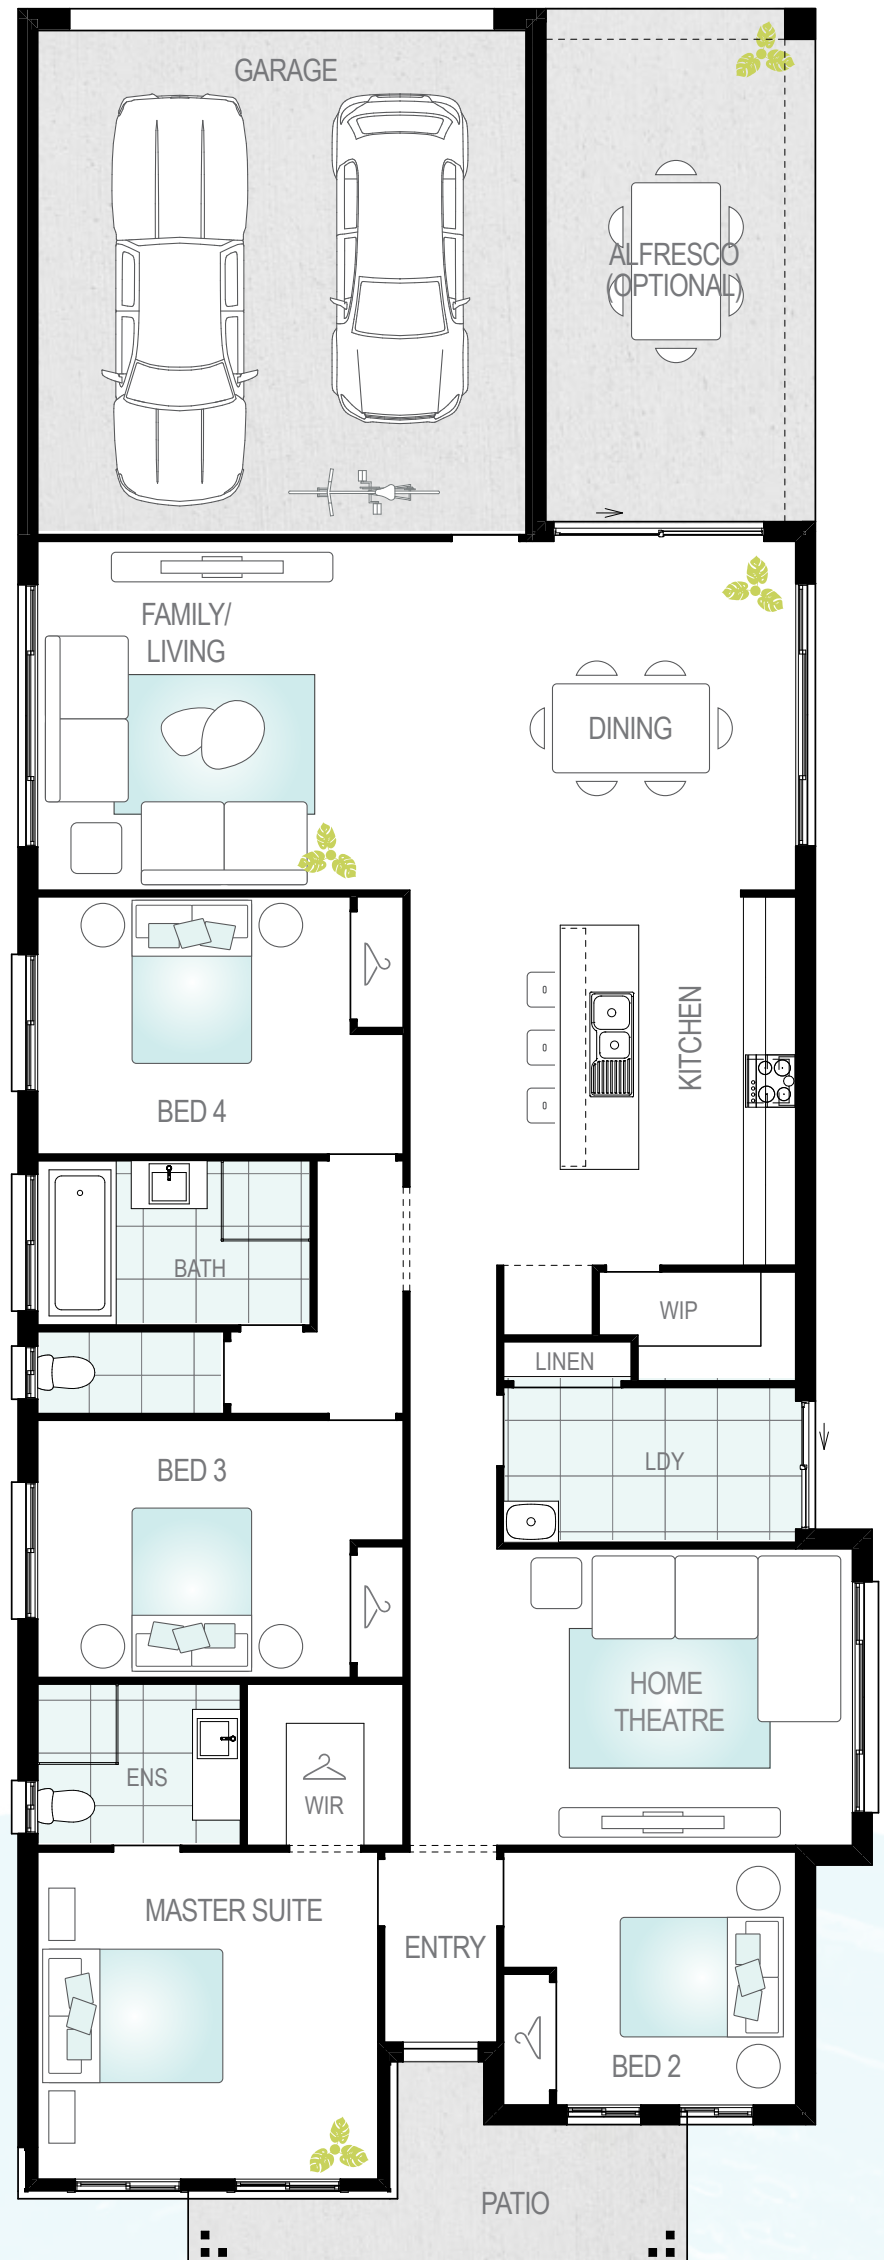 GARAGE
ALFRESCO
(OPTIONAL)
FAMILY/
LIVING
DINING
KITCHEN
BED 4
BATH
WIP
LINEN
LDY
BED 3
HOME
THEATRE
ENS
WIR
MASTER SUITE
ENTRY
BED 2
PATIO